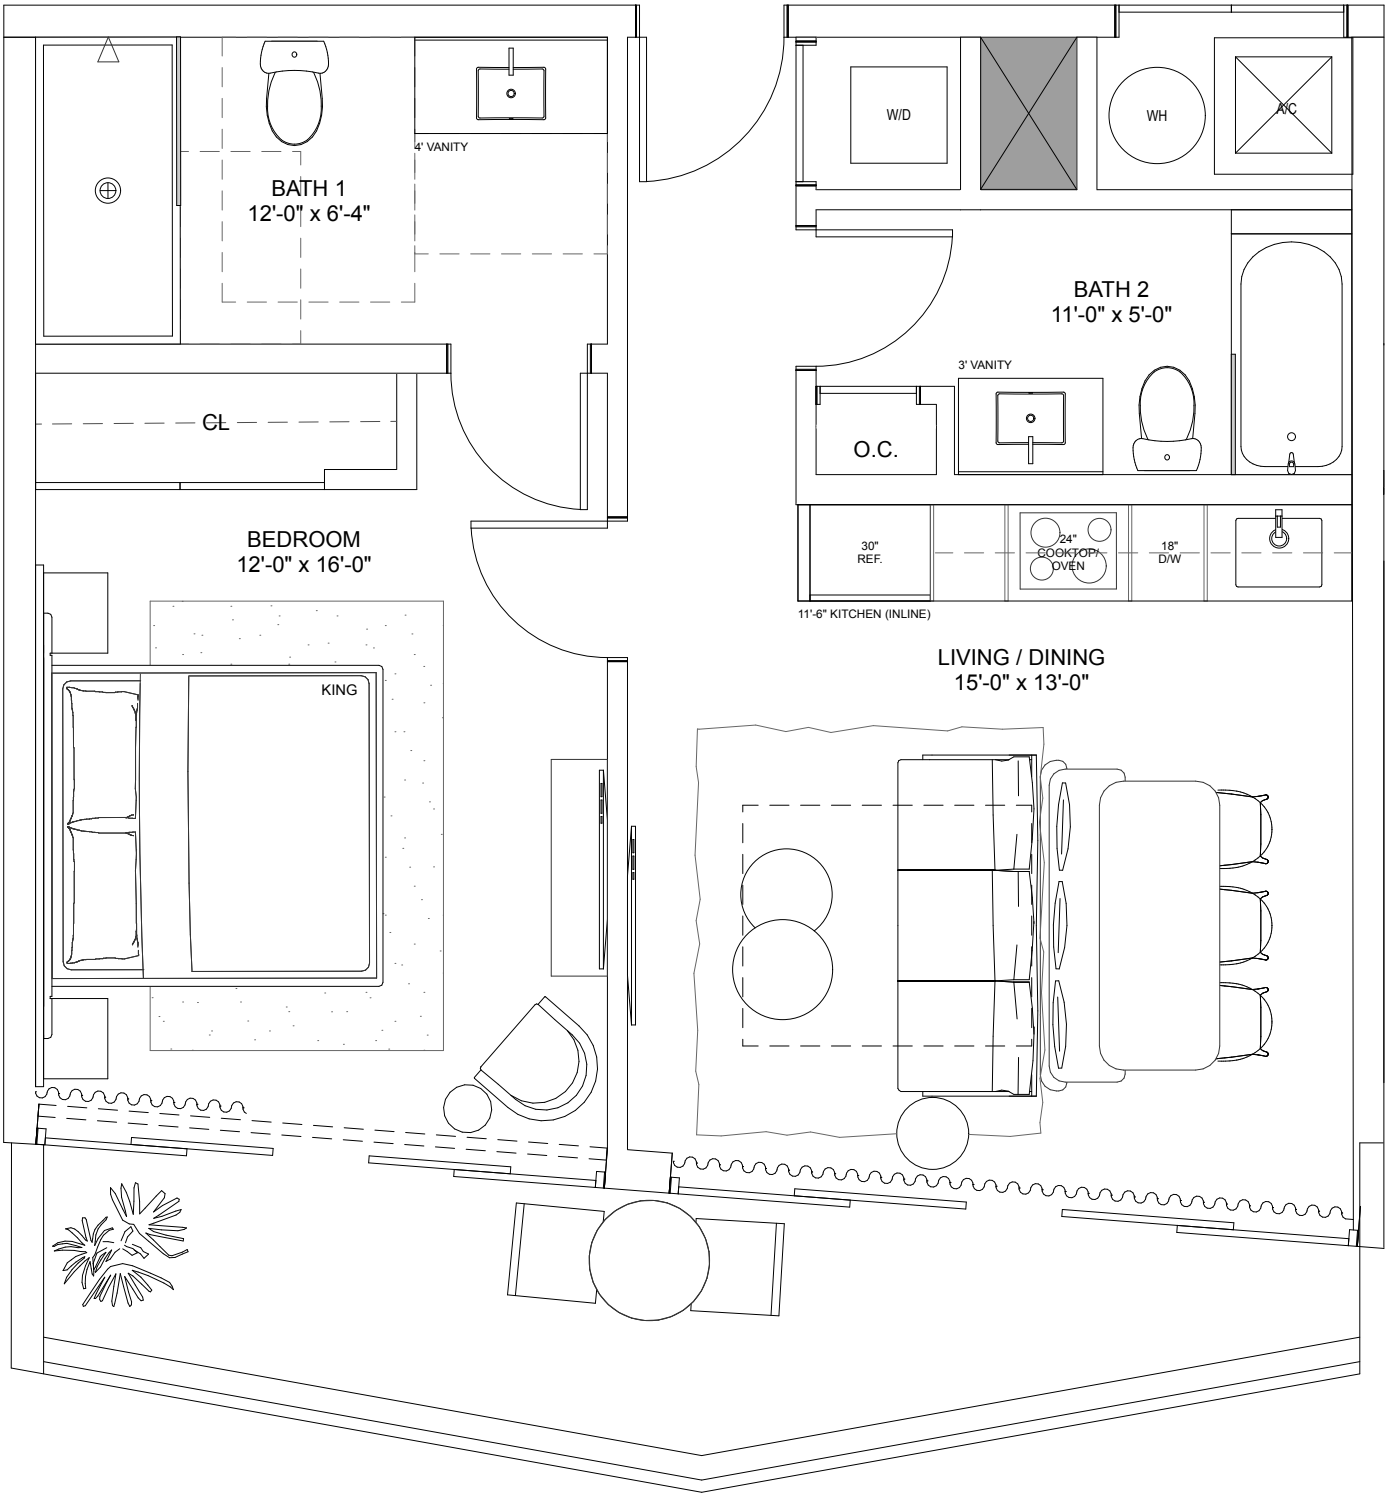 W/D
WH
A/C
4' VANITY
BATH 1
12'-0" x 6'-4"
BATH 2
11'-0" x 5'-0"
3' VANITY
CL
O.C.
BEDROOM
12'-0" x 16'-0"
30"
REF.
24"
COOKTOP/
OVEN
18"
D/W
11'-6" KITCHEN (INLINE)
LIVING / DINING
15'-0" x 13'-0"
KING